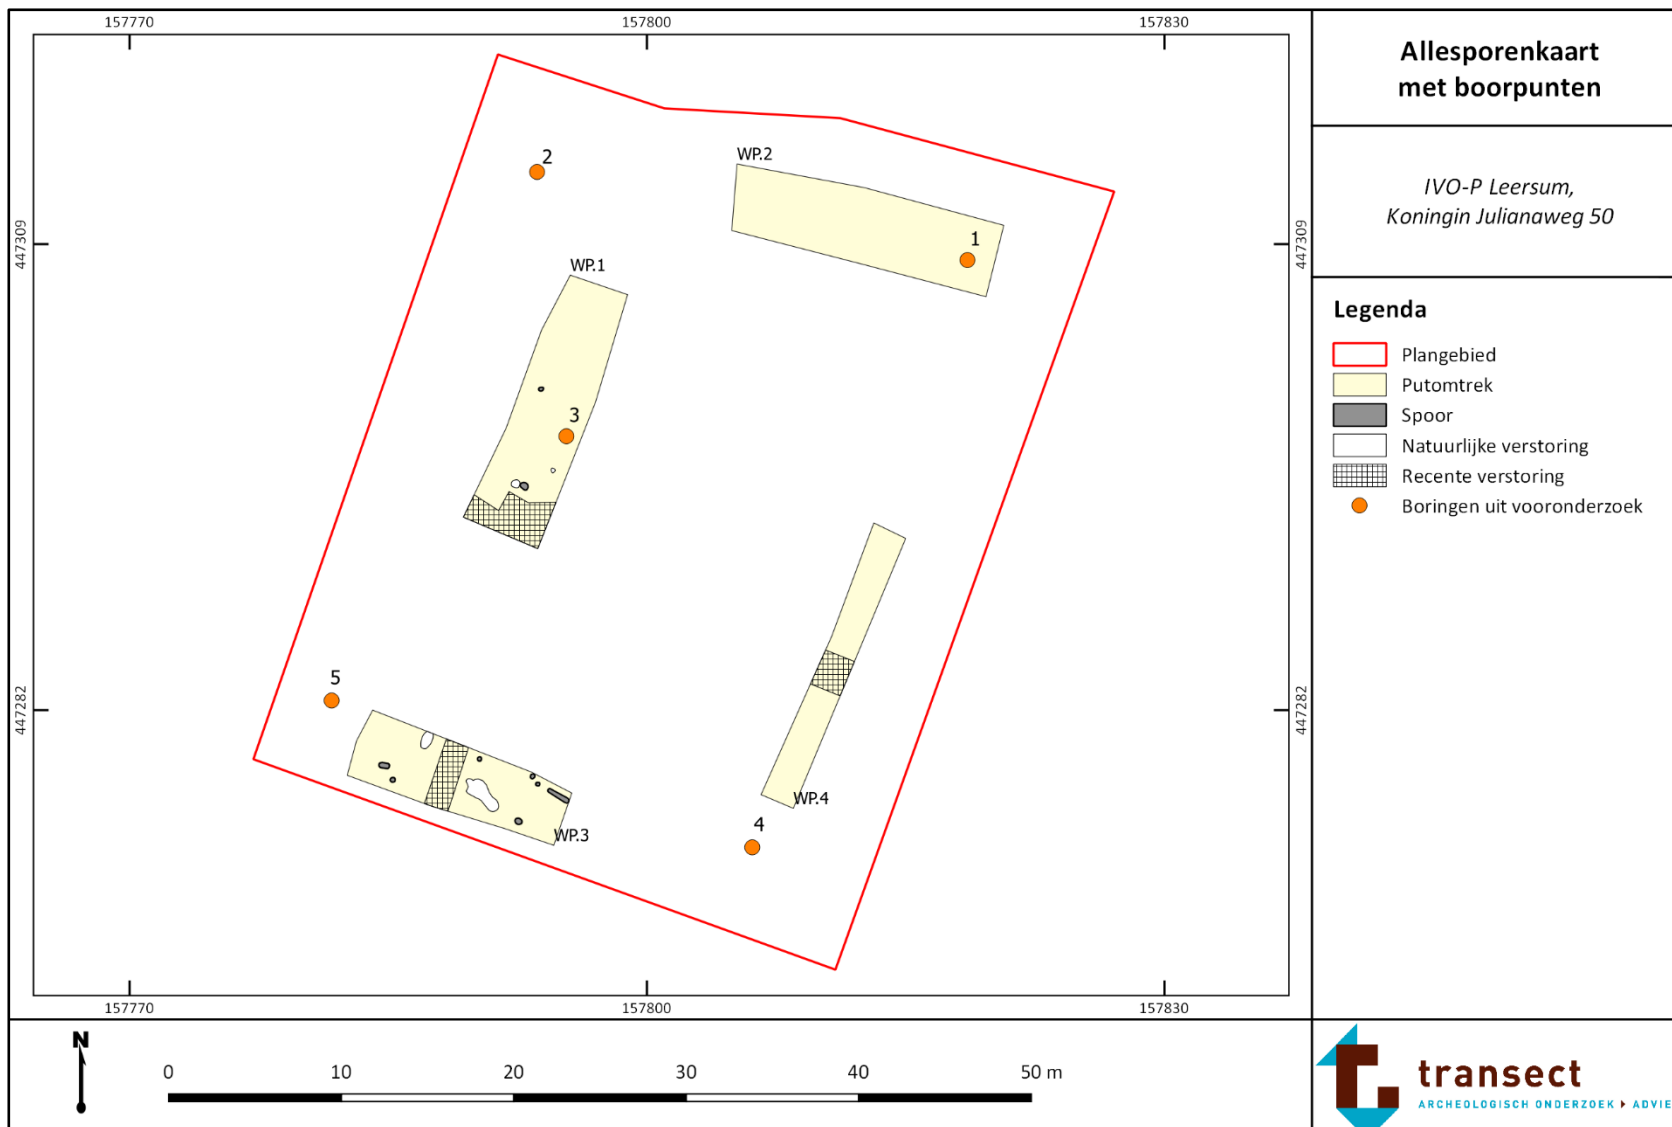 157770
157800
157830
447309
447309
447282
447282
2
WP.2
1
WP.1
3
5
WP.3
WP.4
4
157770
157800
157830
N
0
10
20
30
40
50 m
Allesporenkaart
met boorpunten
IVO-P Leersum,
Koningin Julianaweg 50
Legenda
Plangebied
Putomtrek
Spoor
Natuurlijke verstoring
Recente verstoring
Boringen uit vooronderzoek
transect
ARCHEOLOGISCH ONDERZOEK ADVIE